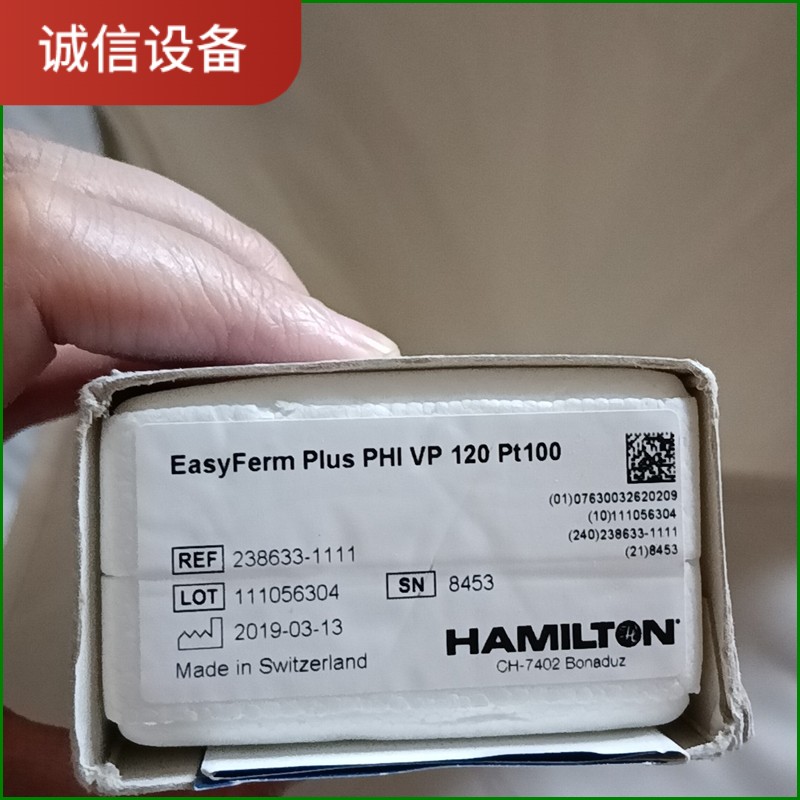 诚信设备
EasyFerm Plus PHI VP 120 Pt100
(01)07630032620209
(10)111056304
(240)238633-1111
(21)8453
REF 238633-1111
LOT 111056304
SN 8453
2019-03-13
HAMILTON
Made in Switzerland
CH-7402 Bonaduz